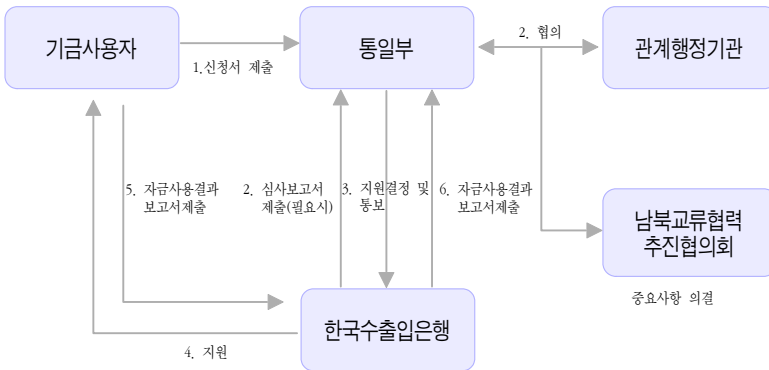 기금사용자
통일부
관계행정기관
2. 협의
1.신청서 제출
5. 자금사용결과
보고서제출
2. 심사보고서
제출(필요시)
3. 지원결정 및
통보
6. 자금사용결과
보고서제출
남북교류협력
추진협의회
중요사항 의결
한국수출입은행
4. 지원